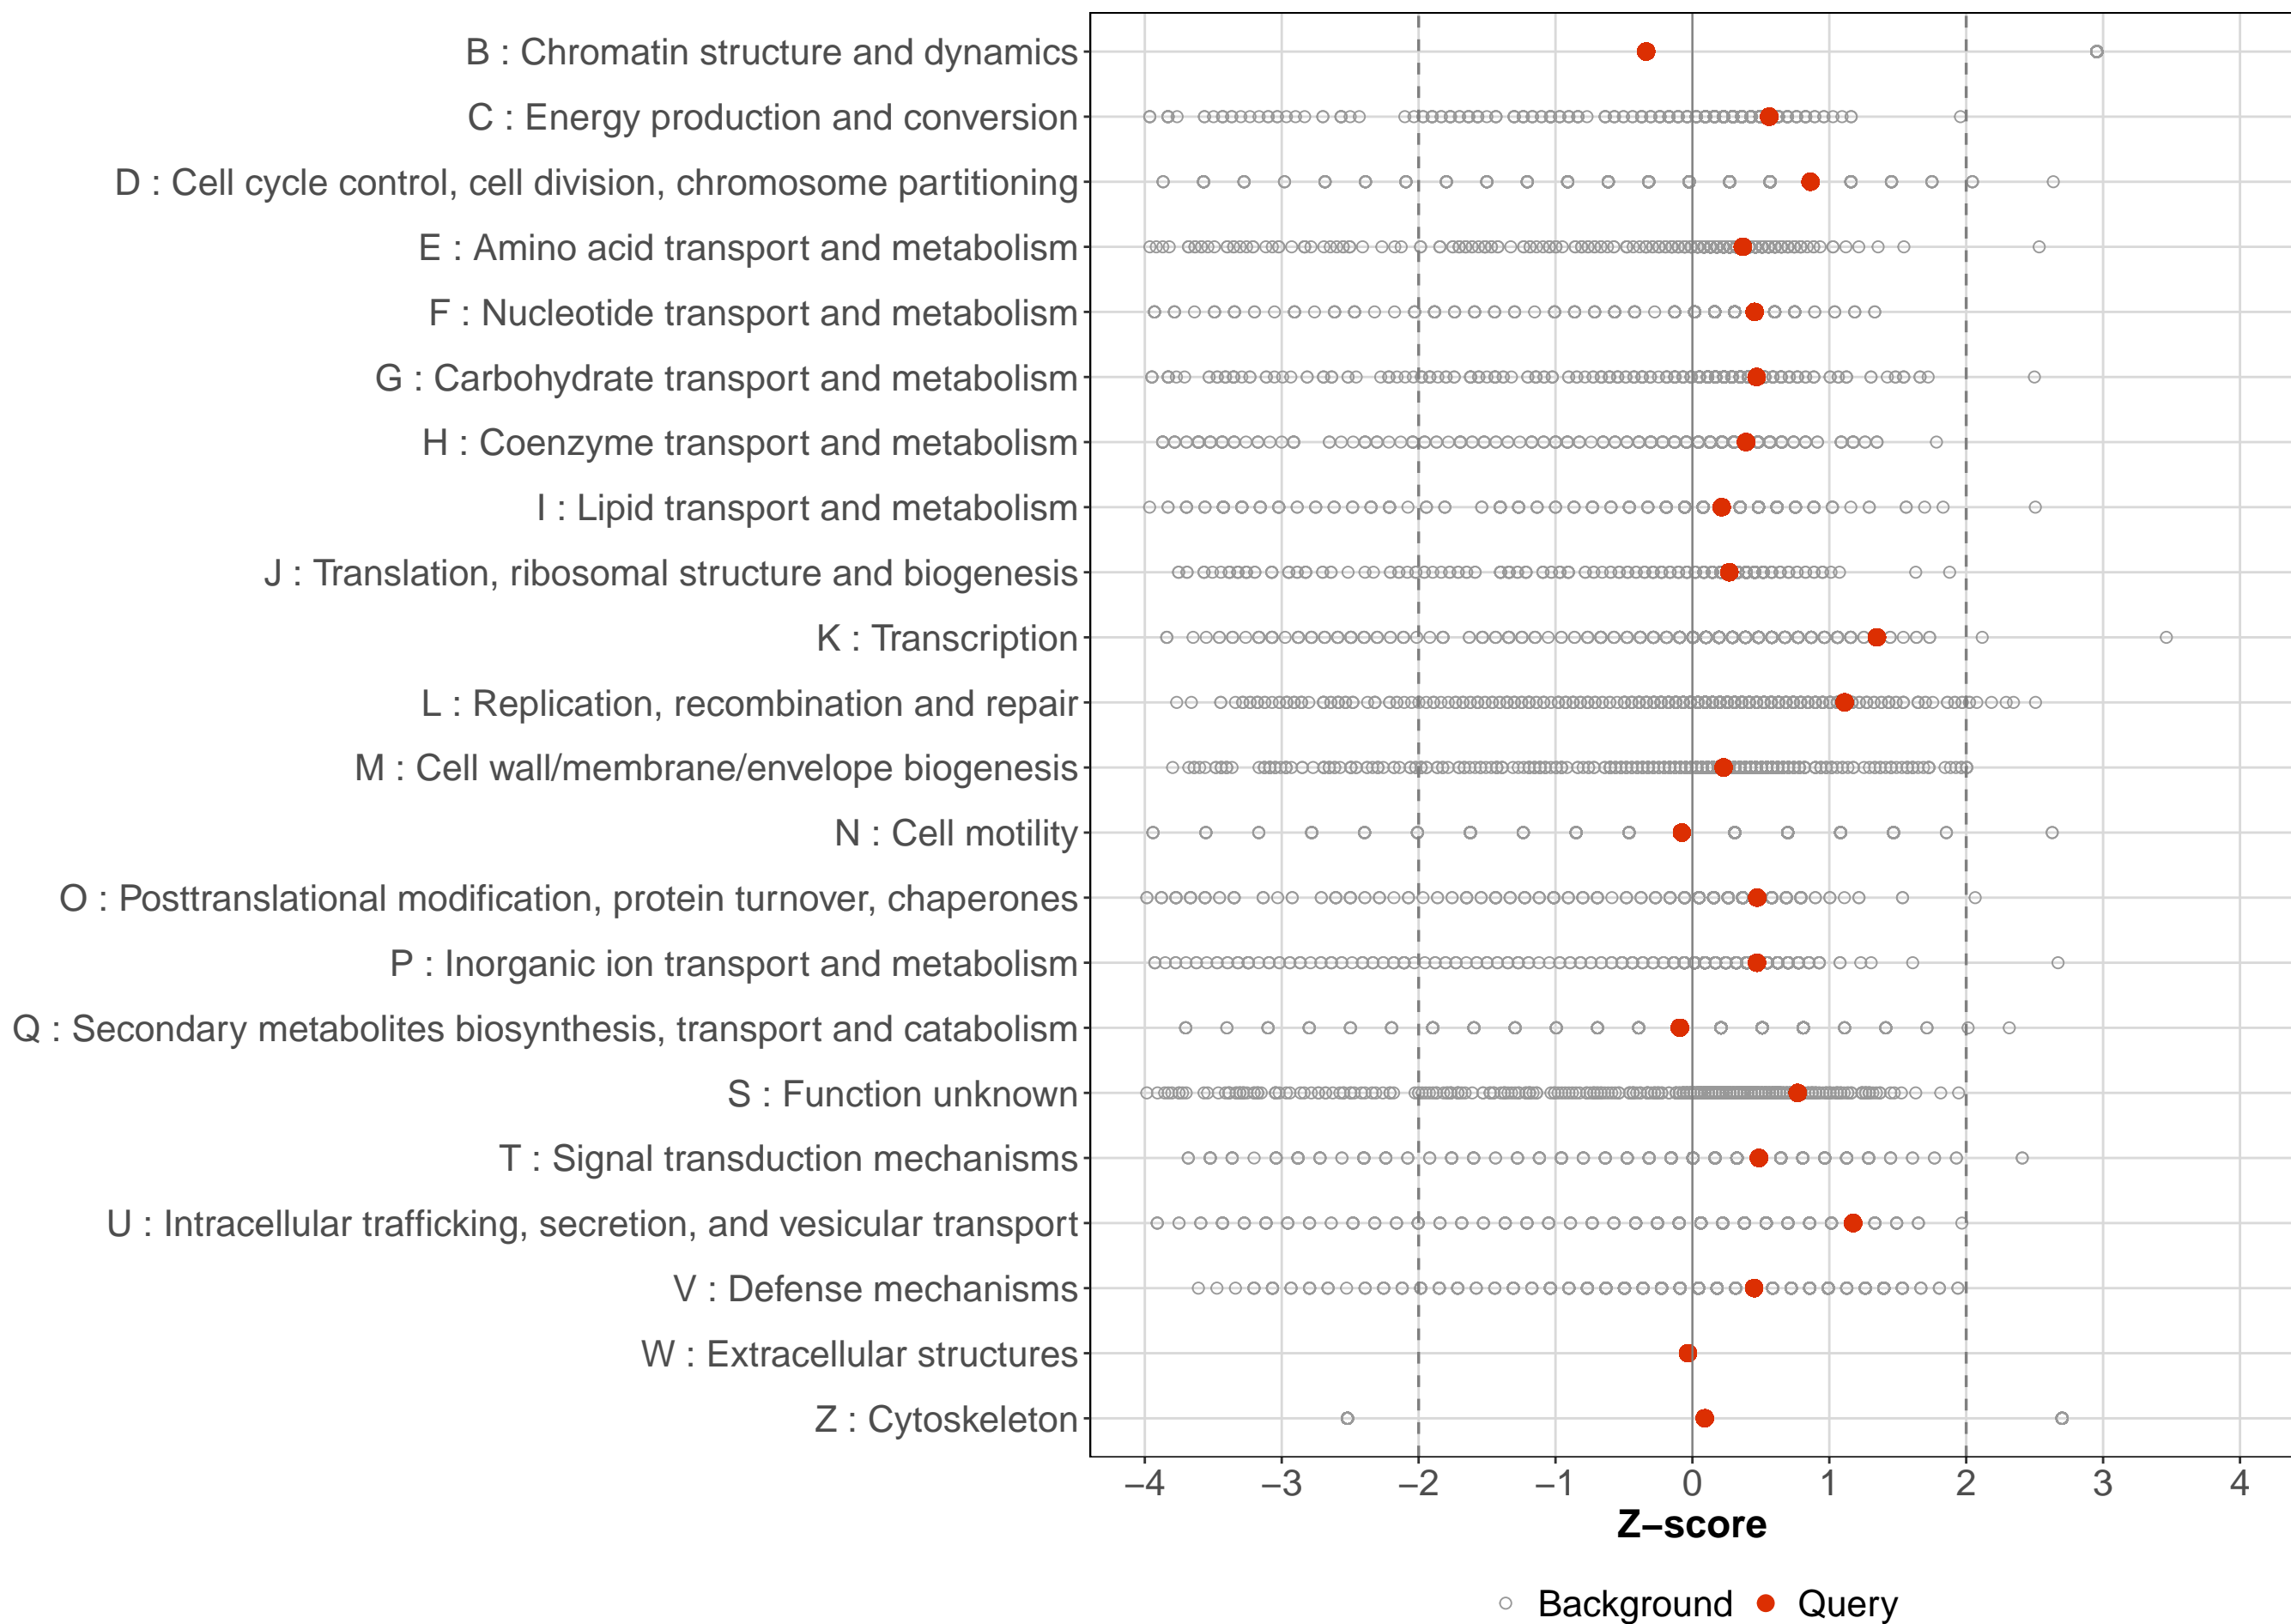 B : Chromatin structure and dynamics
C : Energy production and conversion
D : Cell cycle control, cell division, chromosome partitioning
E : Amino acid transport and metabolism
F : Nucleotide transport and metabolism
G : Carbohydrate transport and metabolism
H : Coenzyme transport and metabolism
I : Lipid transport and metabolism
J : Translation, ribosomal structure and biogenesis
K : Transcription
L : Replication, recombination and repair
M : Cell wall/membrane/envelope biogenesis
N : Cell motility
O : Posttranslational modification, protein turnover, chaperones
P : Inorganic ion transport and metabolism
Q : Secondary metabolites biosynthesis, transport and catabolism
S : Function unknown
T : Signal transduction mechanisms
U : Intracellular trafficking, secretion, and vesicular transport
V : Defense mechanisms
W : Extracellular structures
Z : Cytoskeleton
−4 −3 −2 −1 0 1 2 3 4
Z−score
Background Query